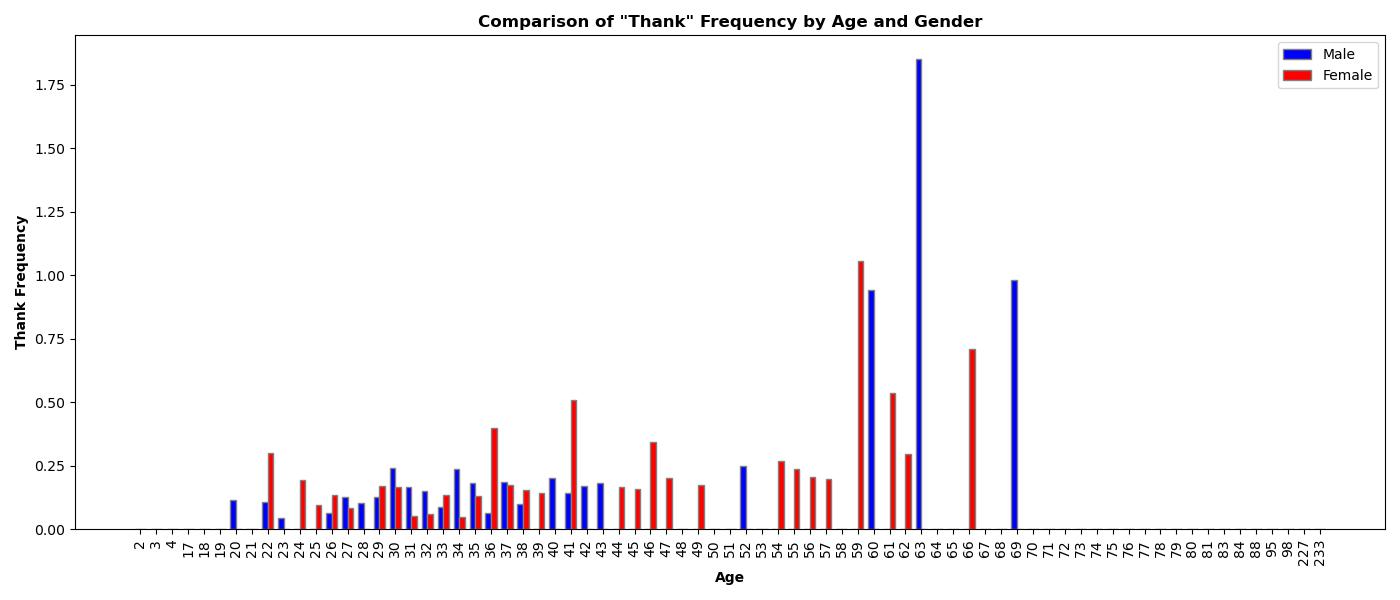 Comparison of "Thank" Frequency by Age and Gender
Male
Female
1.75
1.50
1.25
1.00
0.75
0.50
0.25
0.00
Thank Frequency
2 3 4 17 18 19 20 21 22 23 24 25 26 27 28 29 30 31 32 33 34 35 36 37 38 39 40 41 42 43 44 45 46 47 48 49 50 51 52 53 54 55 56 57 58 59 60 61 62 63 64 65 66 67 68 69 70 71 72 73 74 75 76 77 78 79 80 81 83 84 88 95 98 227 233
Age